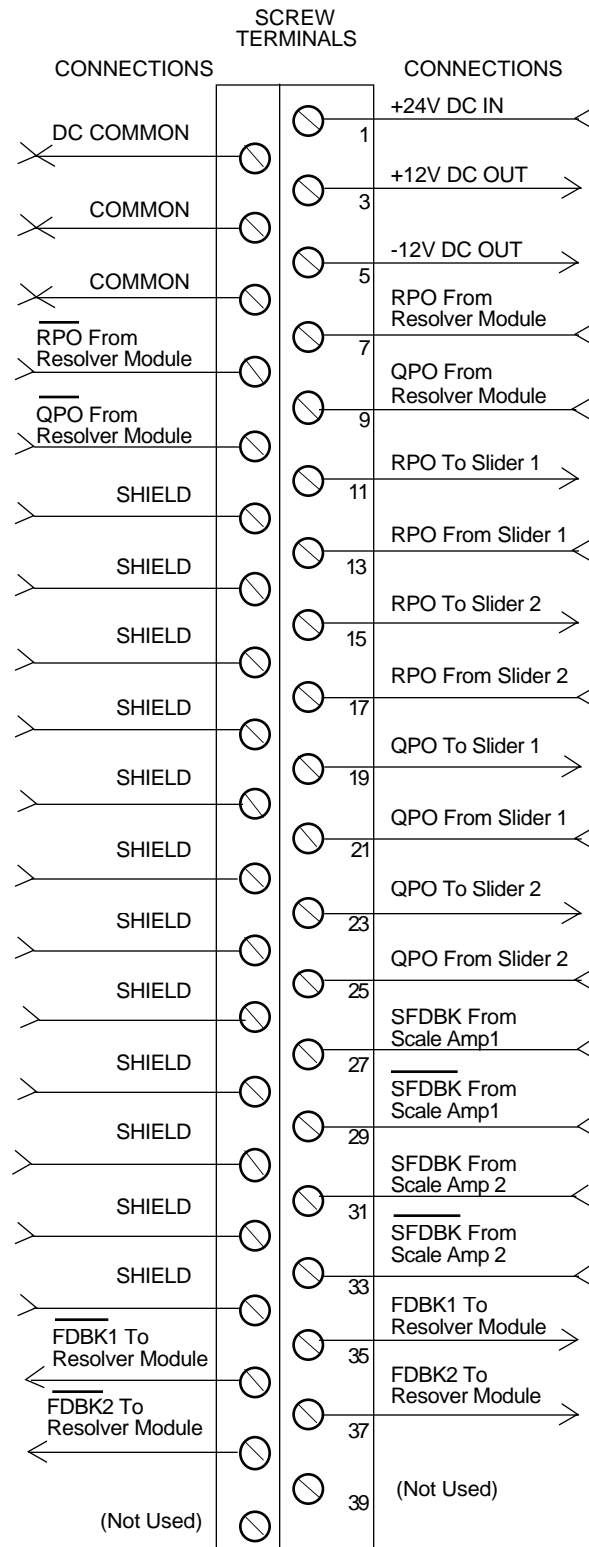 SCREW
TERMINALS
CONNECTIONS
CONNECTIONS
+24V DC IN
1
DC COMMON
+12V DC OUT
3
COMMON
-12V DC OUT
5
COMMON
RPO From
Resolver Module
7
RPO From
Resolver Module
QPO From
Resolver Module
9
QPO From
Resolver Module
RPO To Slider 1
11
SHIELD
RPO From Slider 1
13
SHIELD
RPO To Slider 2
15
SHIELD
RPO From Slider 2
17
SHIELD
QPO To Slider 1
19
SHIELD
QPO From Slider 1
21
SHIELD
QPO To Slider 2
23
SHIELD
QPO From Slider 2
25
SHIELD
SFDBK From
Scale Amp1
27
SHIELD
SFDBK From
Scale Amp1
29
SHIELD
SFDBK From
Scale Amp 2
31
SHIELD
SFDBK From
Scale Amp 2
33
SHIELD
FDBK1 To
Resolver Module
35
FDBK1 To
Resolver Module
FDBK2 To
Resover Module
37
FDBK2 To
Resolver Module
39
(Not Used)
(Not Used)